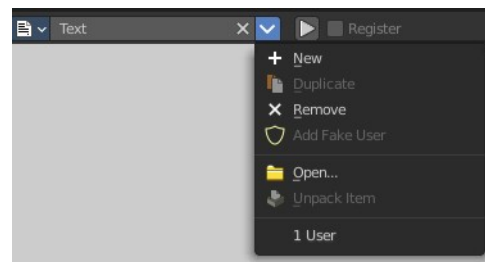 Text
Register
New
Duplicate
Remove
Add Fake User
Open...
Unpack Item
1 User